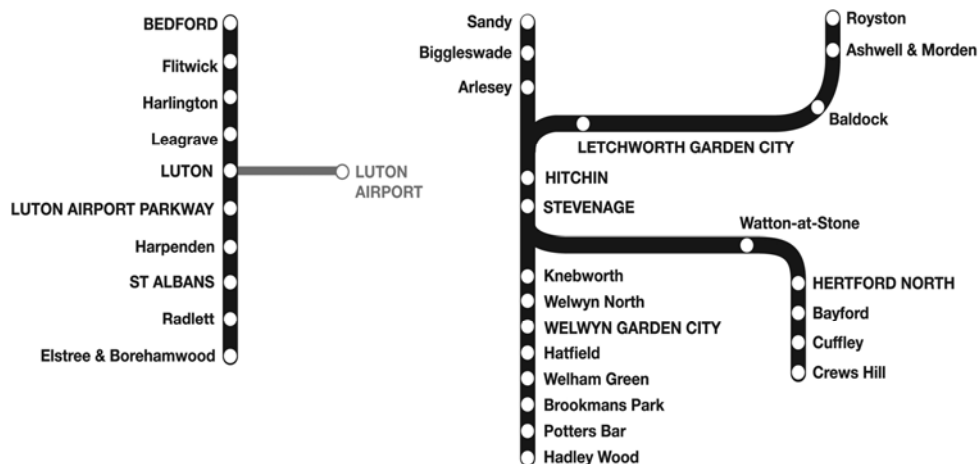 BEDFORD
Flitwick
Harlington
Leagrave
LUTON
LUTON
AIRPORT
LUTON AIRPORT PARKWAY
Harpenden
ST ALBANS
Radlett
Elstree & Borehamwood
Sandy
Biggleswade
Arlesey
Royston
Ashwell & Morden
Baldock
LETCHWORTH GARDEN CITY
HITCHIN
STEVENAGE
Watton-at-Stone
HERTFORD NORTH
Bayford
Cuffley
Crews Hill
Knebworth
Welwyn North
WELWYN GARDEN CITY
Hatfield
Welham Green
Brookmans Park
Potters Bar
Hadley Wood